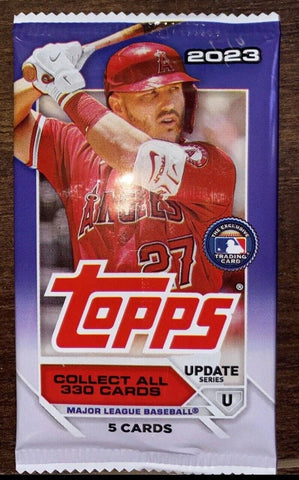 2023
TROUT
ANGELS
27
THE EXCLUSIVE
TRADING CARD
Topps®
COLLECT ALL
330 CARDS
UPDATE
SERIES
U
MAJOR LEAGUE BASEBALL®
5 CARDS